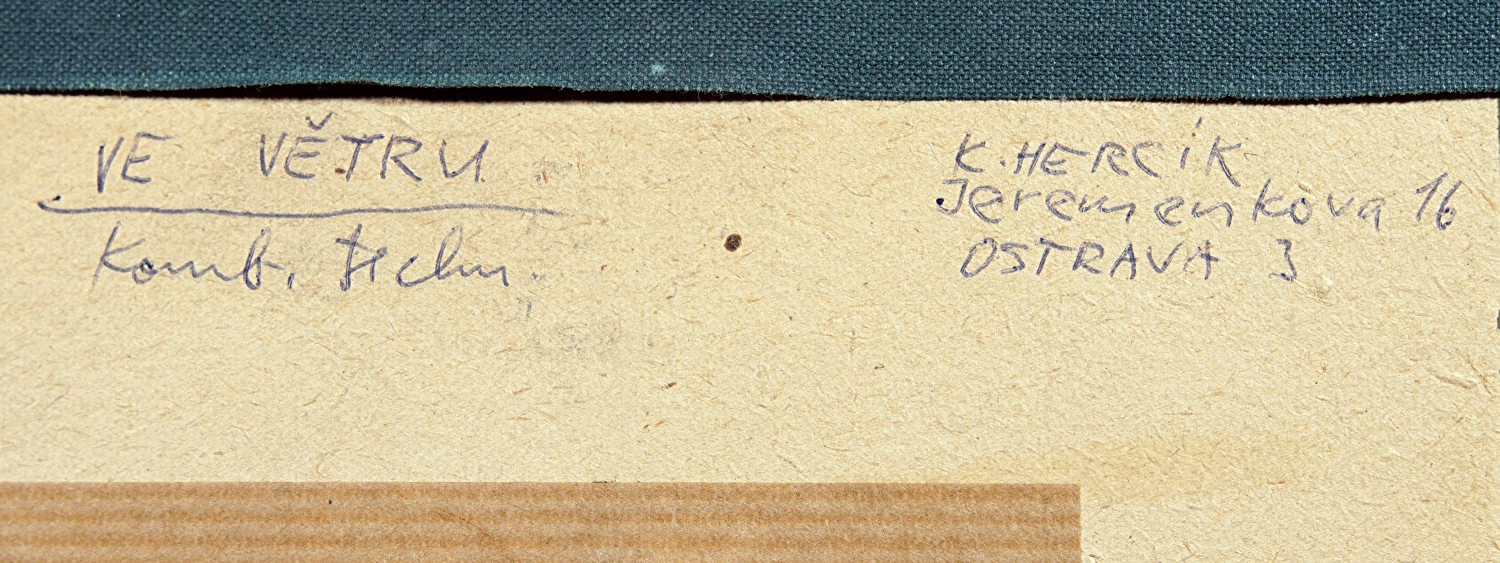 VE VĚTRU
Komb. techn.
K. HERCÍK
Jeremenkova 16
OSTRAVA 3